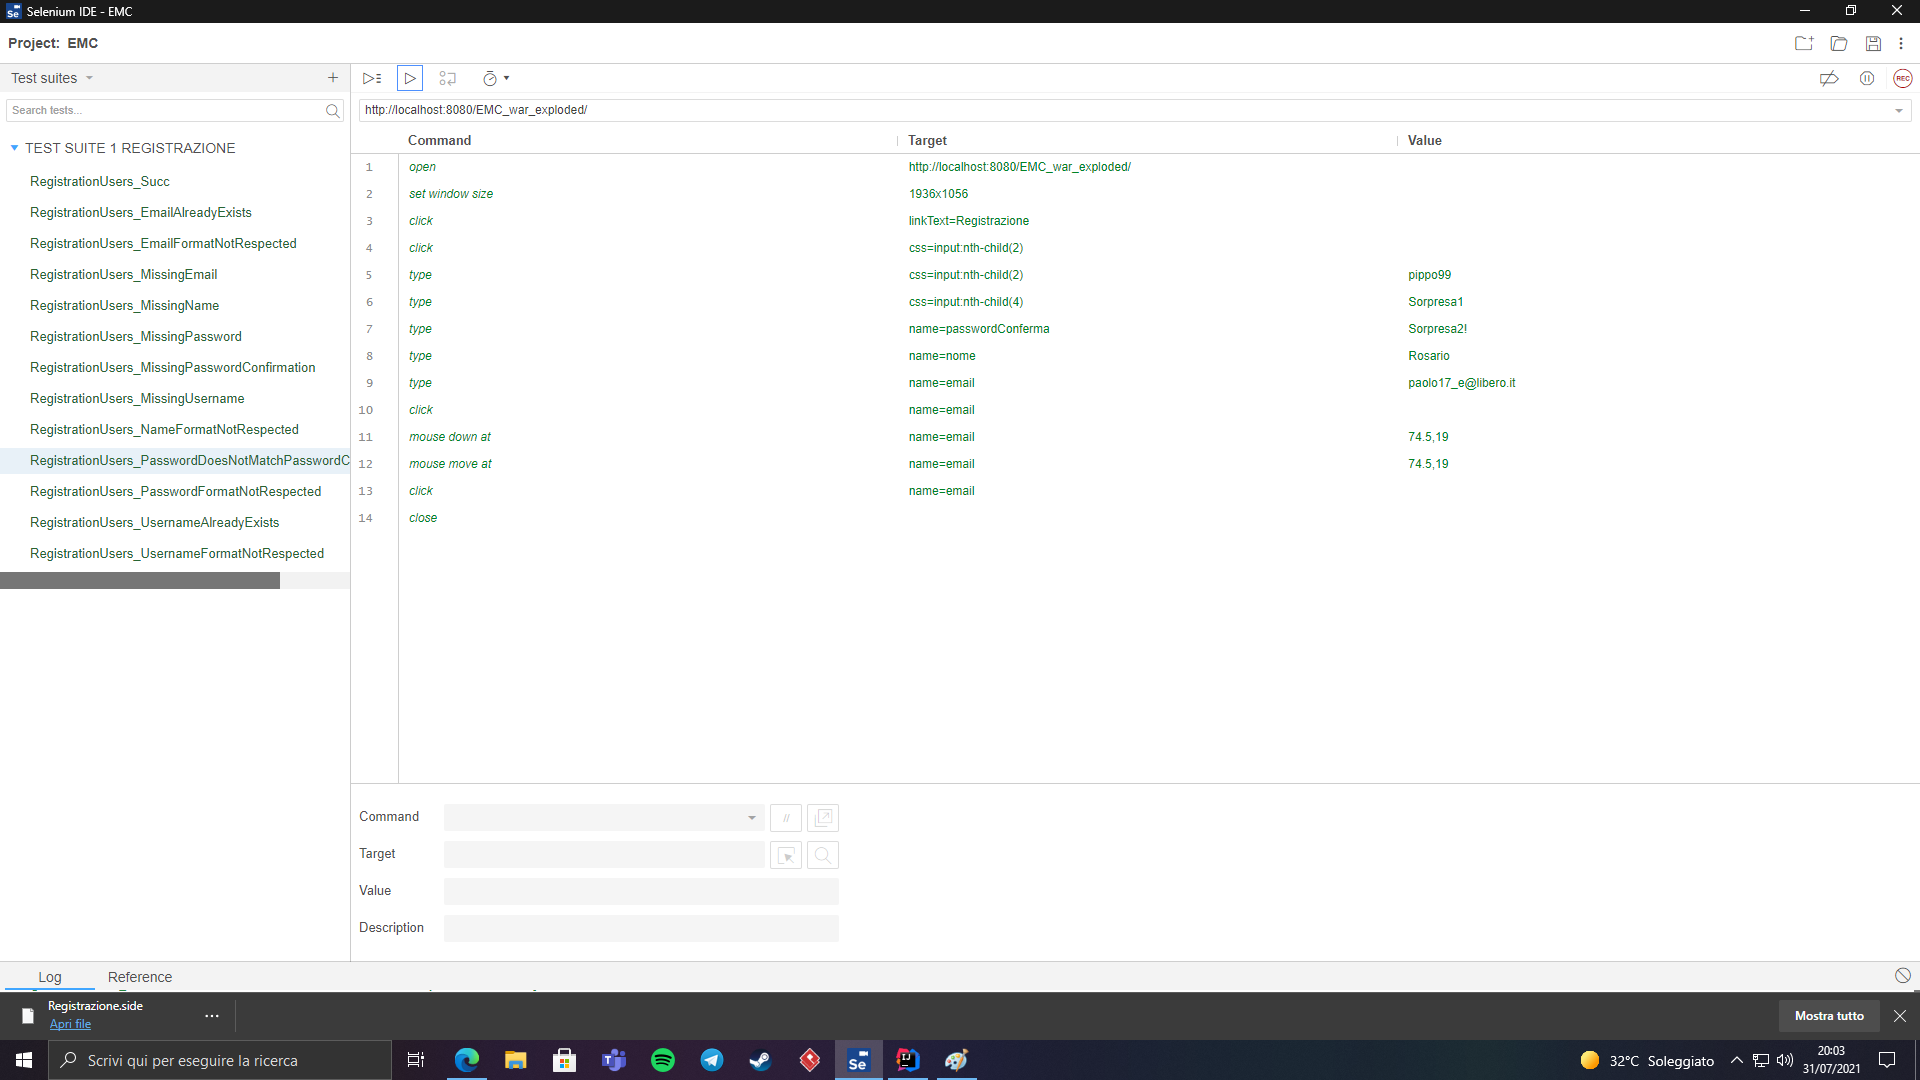 Selenium IDE - EMC
Project: EMC
Test suites
Search tests...
TEST SUITE 1 REGISTRAZIONE
RegistrationUsers_Succ
RegistrationUsers_EmailAlreadyExists
RegistrationUsers_EmailFormatNotRespected
RegistrationUsers_MissingEmail
RegistrationUsers_MissingName
RegistrationUsers_MissingPassword
RegistrationUsers_MissingPasswordConfirmation
RegistrationUsers_MissingUsername
RegistrationUsers_NameFormatNotRespected
RegistrationUsers_PasswordDoesNotMatchPasswordC
RegistrationUsers_PasswordFormatNotRespected
RegistrationUsers_UsernameAlreadyExists
RegistrationUsers_UsernameFormatNotRespected
REC
http://localhost:8080/EMC_war_exploded/
Command Target Value
1 open http://localhost:8080/EMC_war_exploded/
2 set window size 1936x1056
3 click linkText=Registrazione
4 click css=input:nth-child(2)
5 type css=input:nth-child(2) pippo99
6 type css=input:nth-child(4) Sorpresa1
7 type name=passwordConferma Sorpresa2!
8 type name=nome Rosario
9 type name=email paolo17_e@libero.it
10 click name=email
11 mouse down at name=email 74.5,19
12 mouse move at name=email 74.5,19
13 click name=email
14 close
Command //
Target
Value
Description
Log Reference
Registrazione.side
Apri file
Mostra tutto
Scrivi qui per eseguire la ricerca
32°C Soleggiato
20:03
31/07/2021